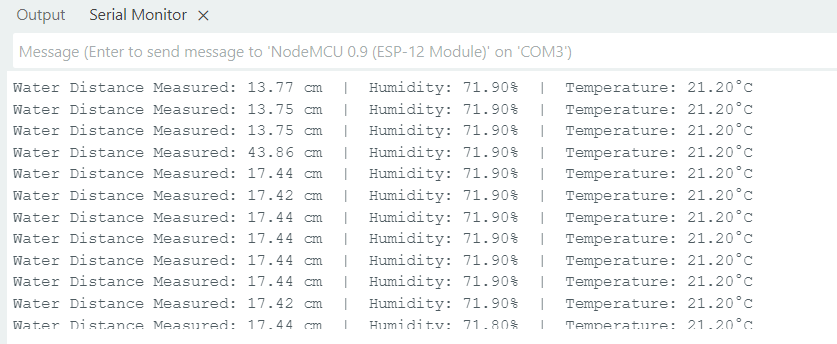 Output Serial Monitor ×
Message (Enter to send message to 'NodeMCU 0.9 (ESP-12 Module)' on 'COM3')
Water Distance Measured: 13.77 cm | Humidity: 71.90% | Temperature: 21.20°C
Water Distance Measured: 13.75 cm | Humidity: 71.90% | Temperature: 21.20°C
Water Distance Measured: 13.75 cm | Humidity: 71.90% | Temperature: 21.20°C
Water Distance Measured: 43.86 cm | Humidity: 71.90% | Temperature: 21.20°C
Water Distance Measured: 17.44 cm | Humidity: 71.90% | Temperature: 21.20°C
Water Distance Measured: 17.42 cm | Humidity: 71.90% | Temperature: 21.20°C
Water Distance Measured: 17.44 cm | Humidity: 71.90% | Temperature: 21.20°C
Water Distance Measured: 17.44 cm | Humidity: 71.90% | Temperature: 21.20°C
Water Distance Measured: 17.44 cm | Humidity: 71.90% | Temperature: 21.20°C
Water Distance Measured: 17.44 cm | Humidity: 71.90% | Temperature: 21.20°C
Water Distance Measured: 17.42 cm | Humidity: 71.90% | Temperature: 21.20°C
Water Distance Measured: 17.44 cm | Humidity: 71.80% | Temperature: 21.20°C